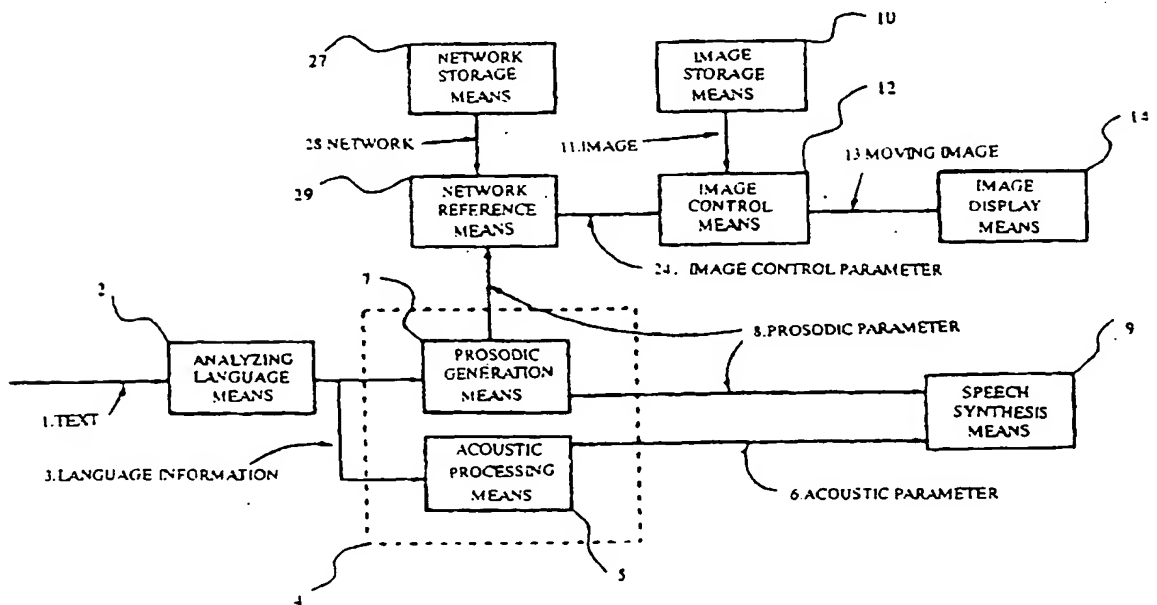 10
27
NETWORK
STORAGE
MEANS
IMAGE
STORAGE
MEANS
12
14
28.NETWORK
11.IMAGE
13.MOVING IMAGE
29
NETWORK
REFERENCE
MEANS
IMAGE
CONTROL
MEANS
IMAGE
DISPLAY
MEANS
24. IMAGE CONTROL PARAMETER
7
2
8.PROSODIC PARAMETER
9
ANALYZING
LANGUAGE
MEANS
PROSODIC
GENERATION
MEANS
SPEECH
SYNTHESIS
MEANS
1.TEXT
3.LANGUAGE INFORMATION
ACOUSTIC
PROCESSING
MEANS
6.ACOUSTIC PARAMETER
4
5